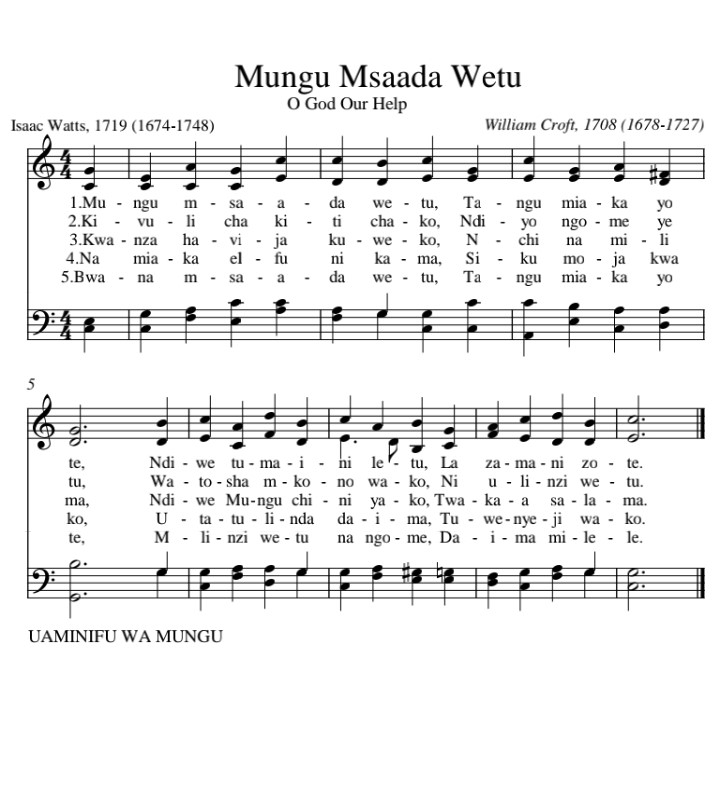 Mungu Msaada Wetu
O God Our Help
Isaac Watts, 1719 (1674-1748)
William Croft, 1708 (1678-1727)
1.Mu - ngu m - sa - a - da we - tu, Ta - ngu mia - ka yo
2.Ki - vu - li cha ki - ti cha - ko, Ndi - yo ngo - me ye
3.Kwa - nza ha - vi - ja ku - we - ko, N - chi na mi - li
4.Na mia - ka el - fu ni ka - ma, Si - ku mo - ja kwa
5.Bwa - na m - sa - a - da we - tu, Ta - ngu mia - ka yo
5
te, Ndi - we tu - ma - i - ni le - tu, La za - ma - ni zo - te.
tu, Wa - to - sha m - ko - no wa - ko, Ni u - li - nzi we - tu.
ma, Ndi - we Mu - ngu chi - ni ya - ko, Twa - ka - a sa - la - ma.
ko, U - ta - tu - li - nda da - i - ma, Tu - we - nye - ji wa - ko.
te, M - li - nzi we - tu na ngo - me, Da - i - ma mi - le - le.
UAMINIFU WA MUNGU